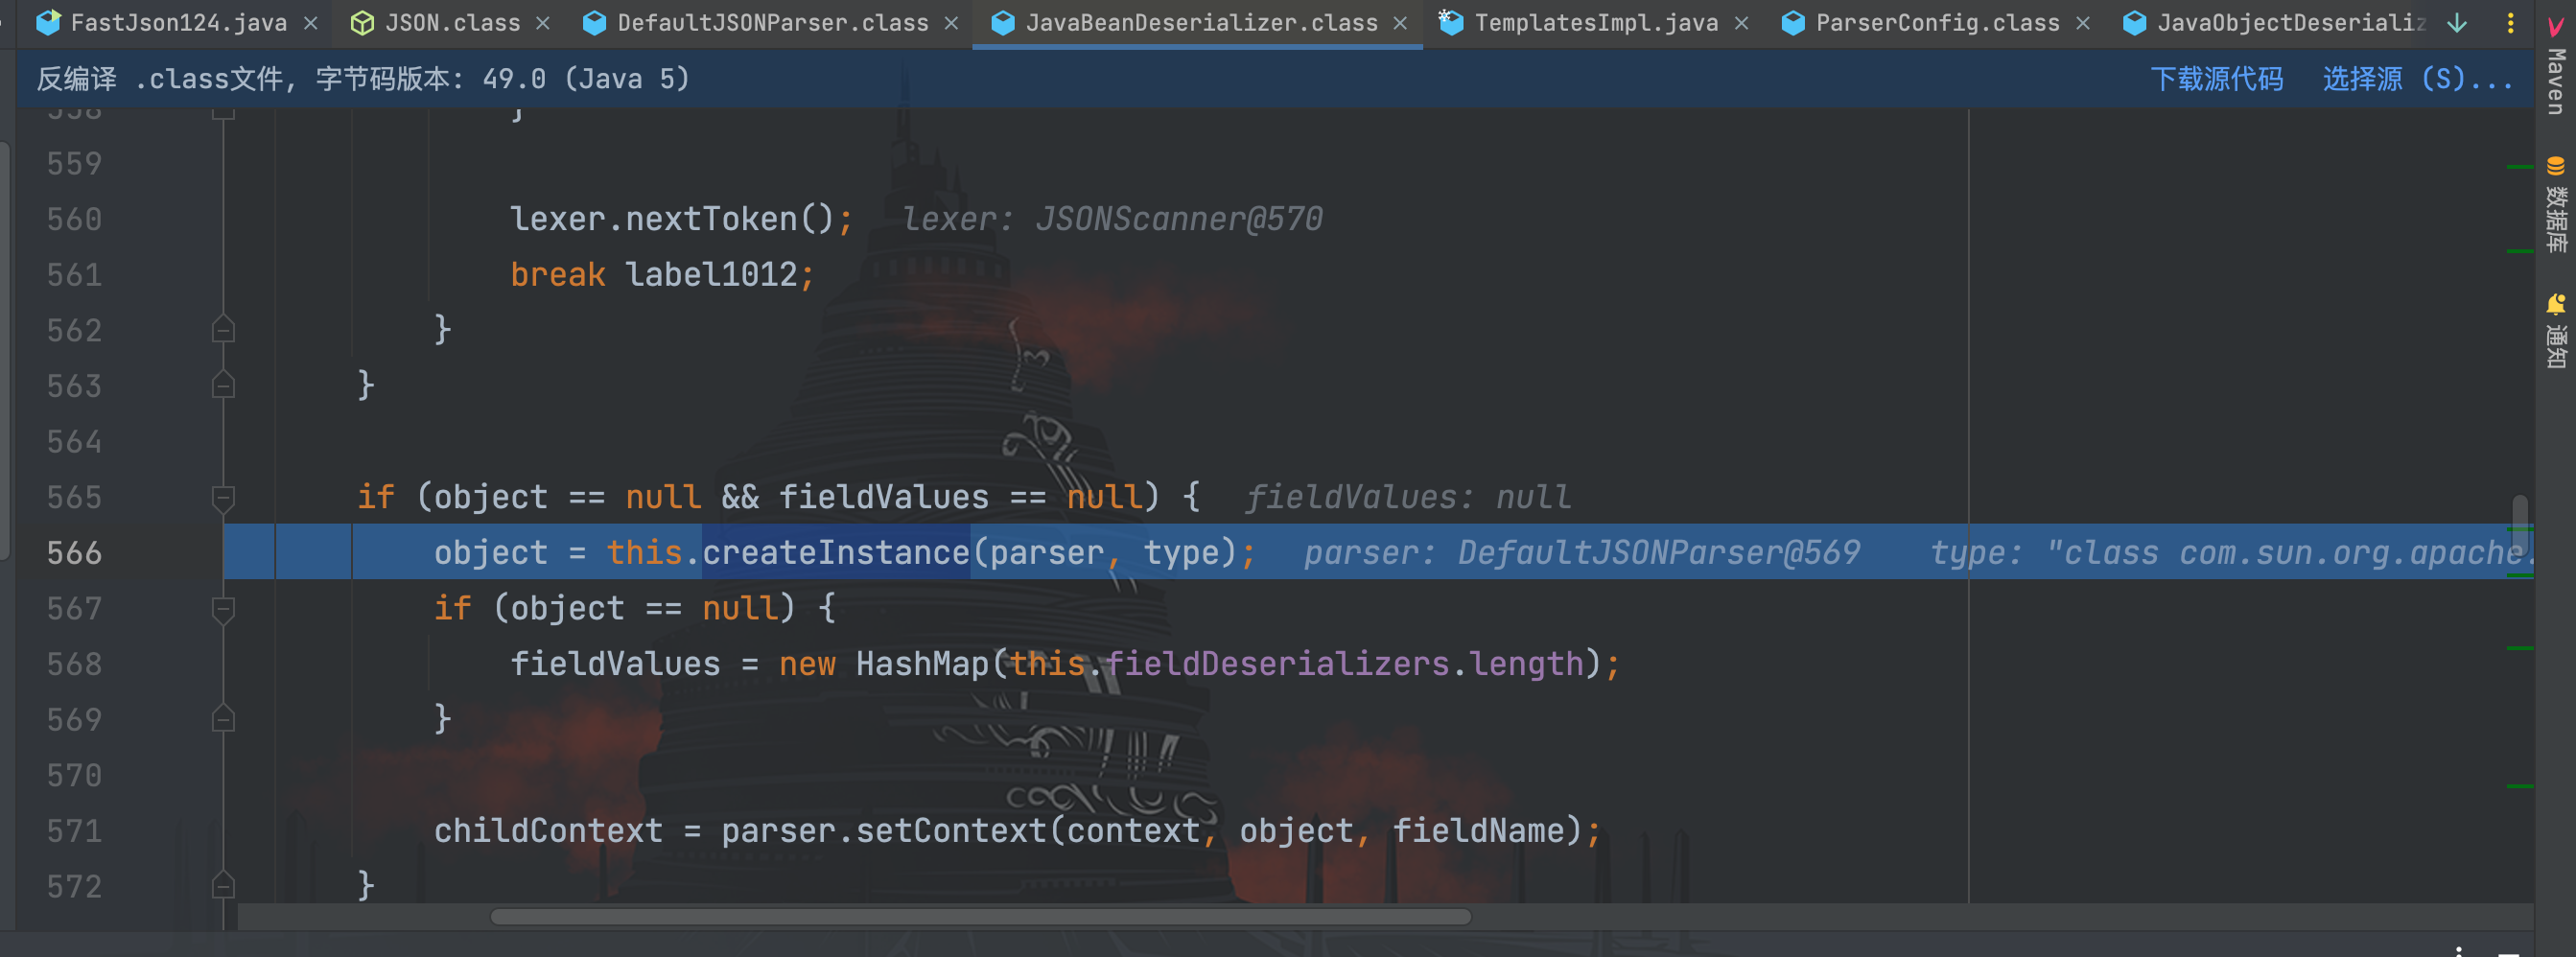 FastJson124.java JSON.class DefaultJSONParser.class JavaBeanDeserializer.class TemplatesImpl.java ParserConfig.class JavaObjectDeserializ
反编译 .class文件, 字节码版本: 49.0 (Java 5) 下载源代码 选择源 (S)...
558 }
559
560 lexer.nextToken(); lexer: JSONScanner@570
561 break label1012;
562 }
563 }
564
565 if (object == null && fieldValues == null) { fieldValues: null
566 object = this.createInstance(parser, type); parser: DefaultJSONParser@569 type: "class com.sun.org.apache.
567 if (object == null) {
568 fieldValues = new HashMap(this.fieldDeserializers.length);
569 }
570
571 childContext = parser.setContext(context, object, fieldName);
572 }
Maven
数据库
通知